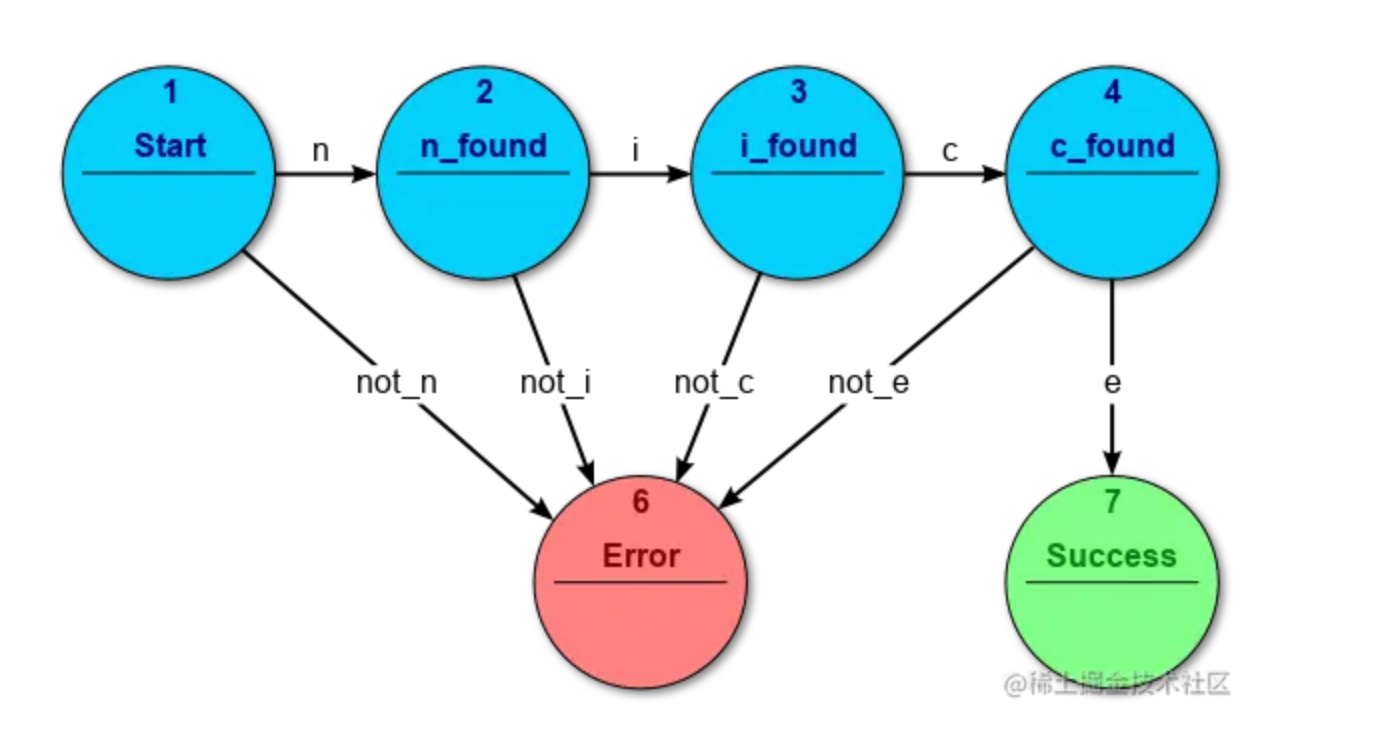 1
Start
n
2
n_found
i
3
i_found
c
4
c_found
not_n
not_i
not_c
not_e
e
6
Error
7
Success
@稀土掘金技术社区